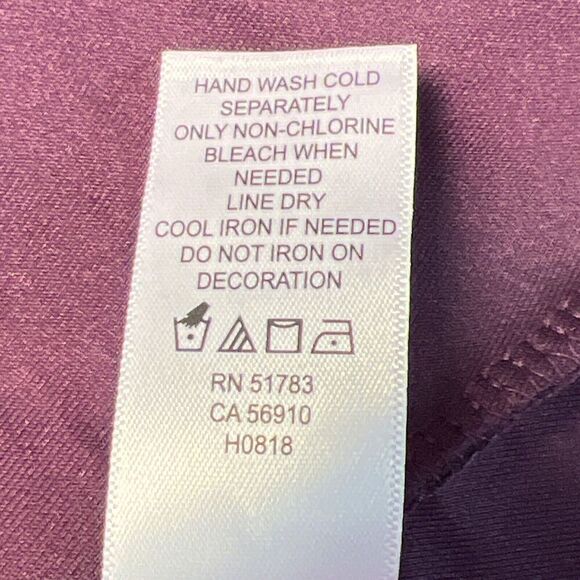 HAND WASH COLD
SEPARATELY
ONLY NON-CHLORINE
BLEACH WHEN
NEEDED
LINE DRY
COOL IRON IF NEEDED
DO NOT IRON ON
DECORATION
RN 51783
CA 56910
H0818